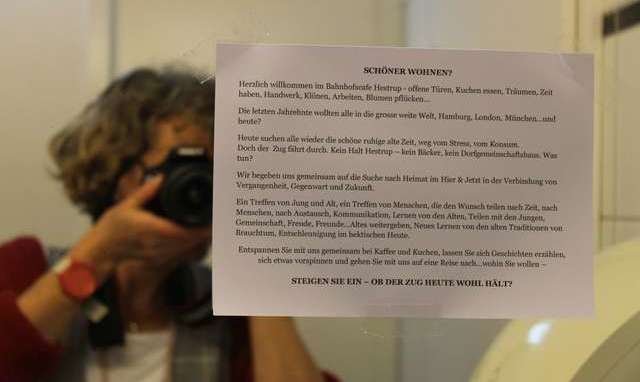 SCHÖNER WOHNEN?
Herzlich willkommen im Bahnhofscafe Hestrup - offene Türen, Kuchen essen, Träumen, Zeit
haben, Handwerk, Klönen, Arbeiten, Blumen pflücken...
Die letzten Jahrzehnte wollten alle in die grosse weite Welt, Hamburg, London, München...und
heute?
Heute suchen alle wieder die schöne ruhige alte Zeit, weg vom Stress, vom Konsum.
Doch der Zug fährt durch. Kein Halt Hestrup – kein Bäcker, kein Dorfgemeinschaftshaus. Was
tun?
Wir begeben uns gemeinsam auf die Suche nach Heimat im Hier & Jetzt in der Verbindung von
Vergangenheit, Gegenwart und Zukunft.
Ein Treffen von Jung und Alt, ein Treffen von Menschen, die den Wunsch teilen nach Zeit, nach
Menschen, nach Austausch, Kommunikation, Lernen von den Alten, Teilen mit den Jungen,
Gemeinschaft, Freude, Freunde...Altes weitergeben, Neues Lernen von den alten Traditionen von
Brauchtum, Entschleunigung im hektischen Heute.
Entspannen Sie mit uns gemeinsam bei Kaffee und Kuchen, lassen Sie sich Geschichten erzählen,
sich etwas vorspinnen und gehen Sie mit uns auf eine Reise nach...wohin Sie wollen –
STEIGEN SIE EIN – OB DER ZUG HEUTE WOHL HÄLT?